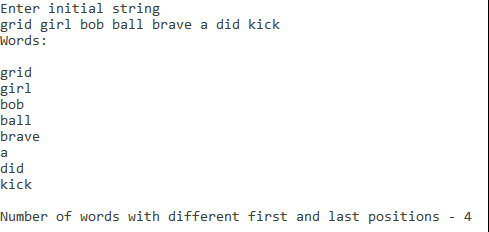 Enter initial string
grid girl bob ball brave a did kick
Words:
grid
girl
bob
ball
brave
a
did
kick
Number of words with different first and last positions - 4